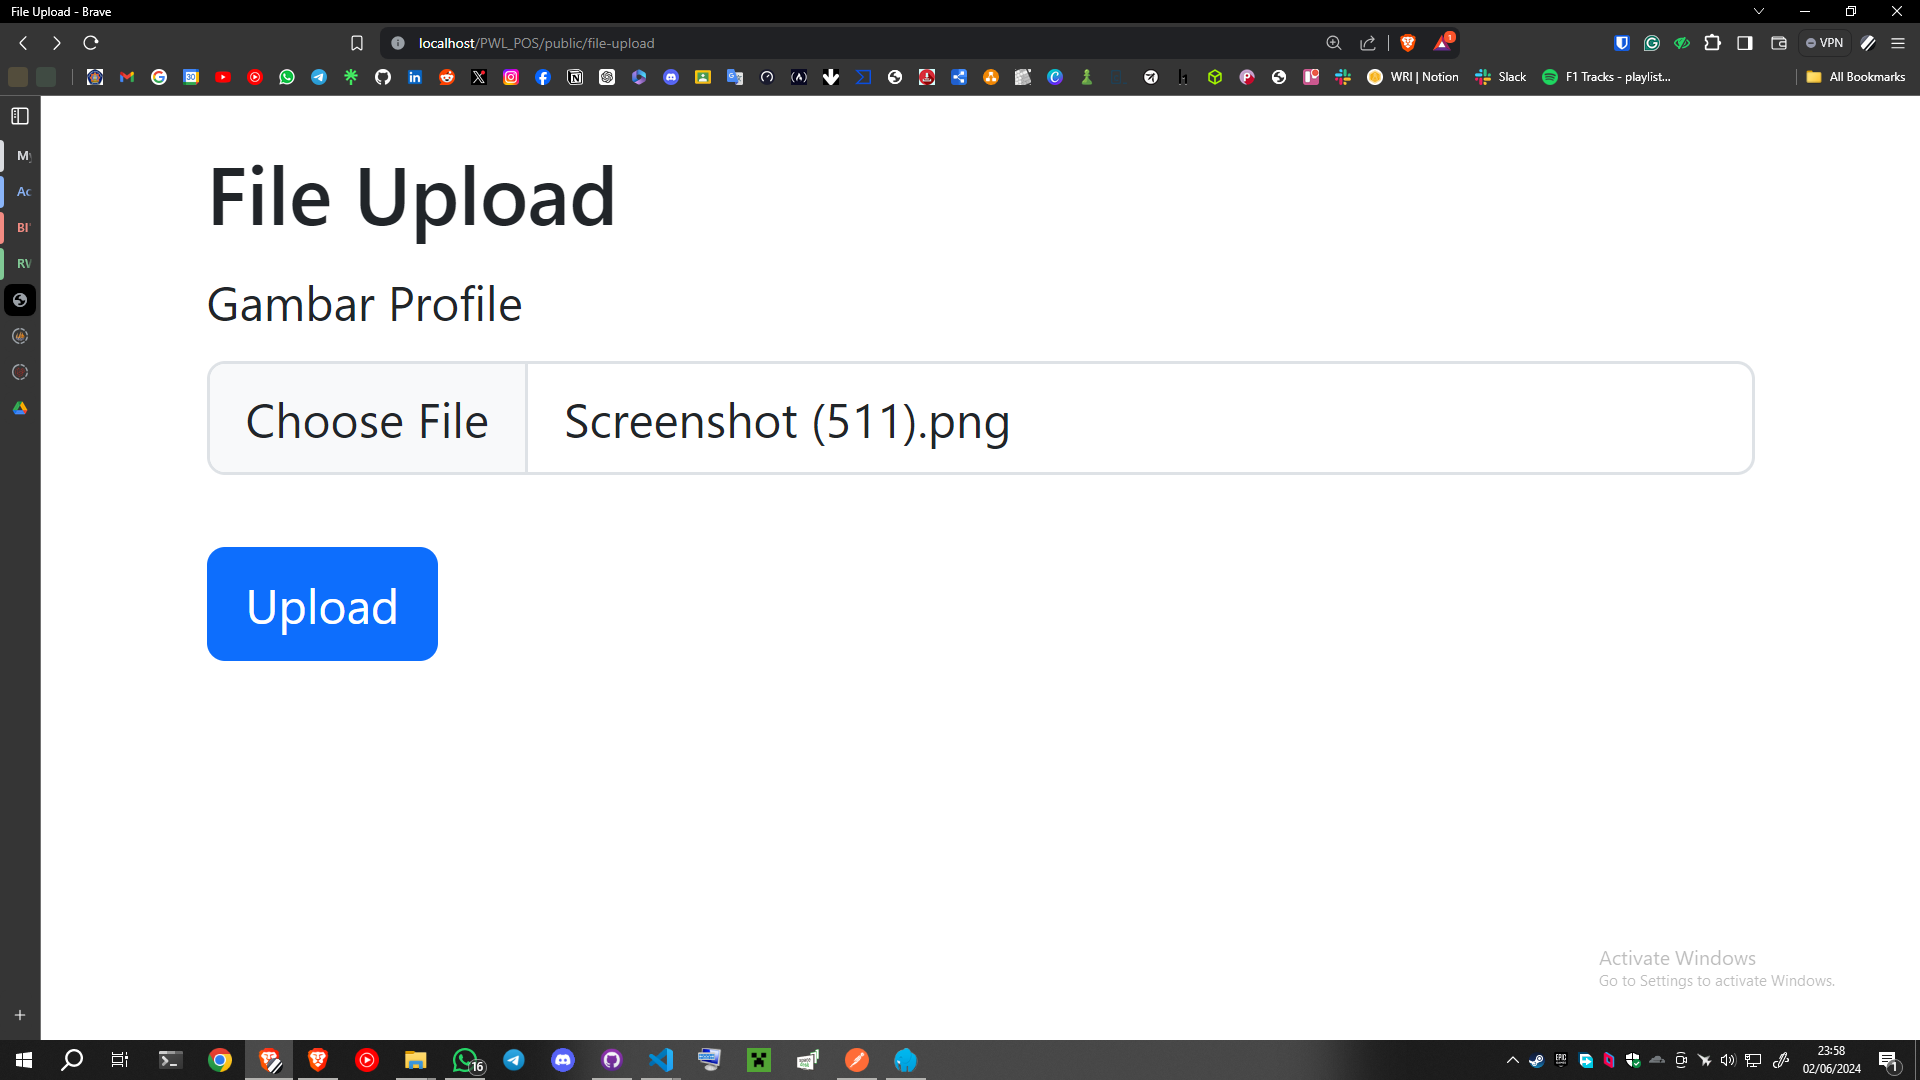 File Upload - Brave
localhost/PWL_POS/public/file-upload
1
VPN
WRI | Notion
Slack
F1 Tracks - playlist...
All Bookmarks
Ac
File Upload
Gambar Profile
Choose File
Screenshot (511).png
Upload
Activate Windows
Go to Settings to activate Windows.
16
23:58
02/06/2024
1